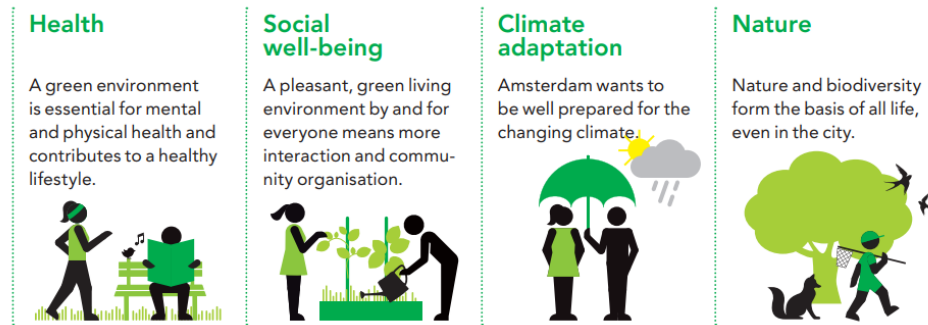 Health
A green environment
is essential for mental
and physical health and
contributes to a healthy
lifestyle.
Social
well-being
A pleasant, green living
environment by and for
everyone means more
interaction and commu-
nity organisation.
Climate
adaptation
Amsterdam wants to
be well prepared for the
changing climate.
Nature
Nature and biodiversity
form the basis of all life,
even in the city.